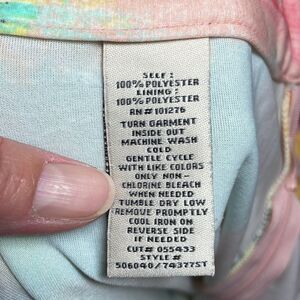 SELF:
100% POLYESTER
LINING:
100% POLYESTER
RN# 101276
TURN GARMENT
INSIDE OUT
MACHINE WASH
COLD
GENTLE CYCLE
WITH LIKE COLORS
ONLY NON-
CHLORINE BLEACH
WHEN NEEDED
TUMBLE DRY LOW
REMOVE PROMPTLY
COOL IRON ON
REVERSE SIDE
IF NEEDED
CUT# 055433
STYLE#
506040/74377ST